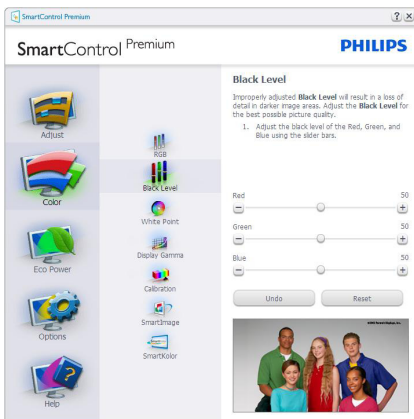 SmartControl Premium
? x
SmartControl Premium
PHILIPS
Adjust
Color
Eco Power
Options
Help
RGB
Black Level
White Point
Display Gamma
Calibration
SmartImage
SmartKolor
Black Level
Improperly adjusted Black Level will result in a loss of
detail in darker image areas. Adjust the Black Level for
the best possible picture quality.
1. Adjust the black level of the Red, Green, and
Blue using the slider bars.
Red 50
Green 50
Blue 50
Undo Reset